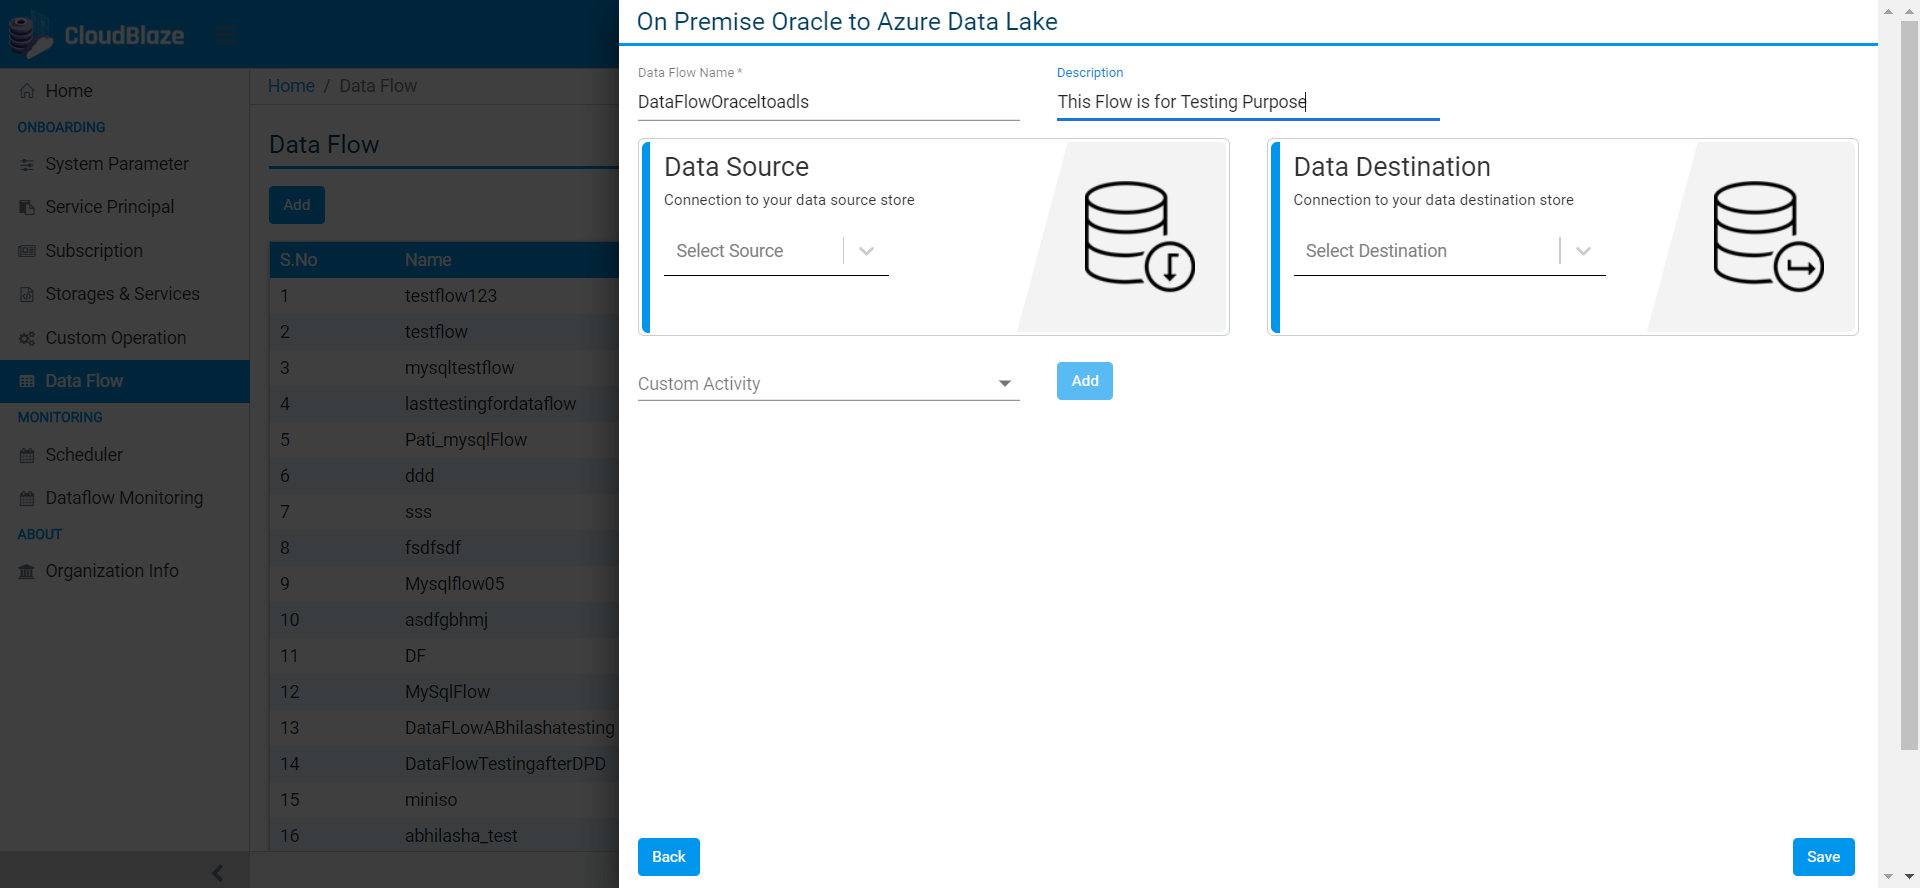 CloudBlaze
Home
ONBOARDING
System Parameter
Service Principal
Subscription
Storages & Services
Custom Operation
Data Flow
MONITORING
Scheduler
Dataflow Monitoring
ABOUT
Organization Info
Home / Data Flow
Data Flow
Add
S.No Name
1 testflow123
2 testflow
3 mysqltestflow
4 lasttestingfordataflow
5 Pati_mysqlFlow
6 ddd
7 sss
8 fsdfsdf
9 Mysqlflow05
10 asdfgbhmj
11 DF
12 MySqlFlow
13 DataFLowABhilashatesting
14 DataFlowTestingafterDPD
15 miniso
16 abhilasha_test
On Premise Oracle to Azure Data Lake
Data Flow Name *
DataFlowOraceltoadls
Description
This Flow is for Testing Purpose
Data Source
Connection to your data source store
Select Source
Data Destination
Connection to your data destination store
Select Destination
Custom Activity
Add
Back
Save